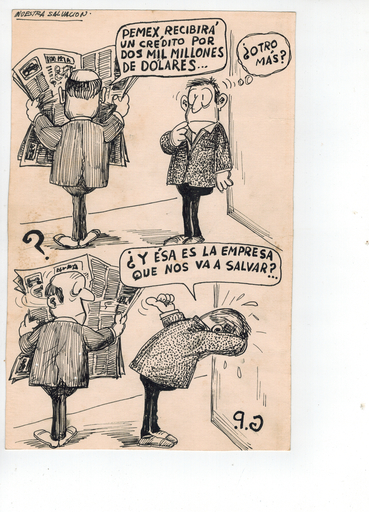 NUESTRA SALVACION.
PEMEX RECIBIRÁ
UN CRÉDITO POR
DOS MIL MILLONES
DE DOLARES...
¿OTRO
MÁS?
?
¿Y ÉSA ES LA EMPRESA
QUE NOS VA A SALVAR?...
G.P.